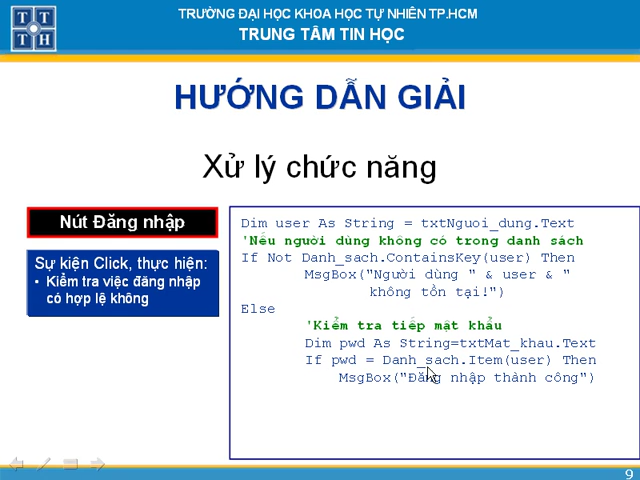 TRƯỜNG ĐẠI HỌC KHOA HỌC TỰ NHIÊN TP.HCM
TRUNG TÂM TIN HỌC
T T
T H
HƯỚNG DẪN GIẢI
Xử lý chức năng
Nút Đăng nhập
Sự kiện Click, thực hiện:
• Kiểm tra việc đăng nhập
có hợp lệ không
Dim user As String = txtNguoi_dung.Text
'Nếu người dùng không có trong danh sách
If Not Danh_sach.ContainsKey(user) Then
MsgBox("Người dùng " & user & "
không tồn tại!")
Else
'Kiểm tra tiếp mật khẩu
Dim pwd As String=txtMat_khau.Text
If pwd = Danh_sach.Item(user) Then
MsgBox("Đăng nhập thành công")
9